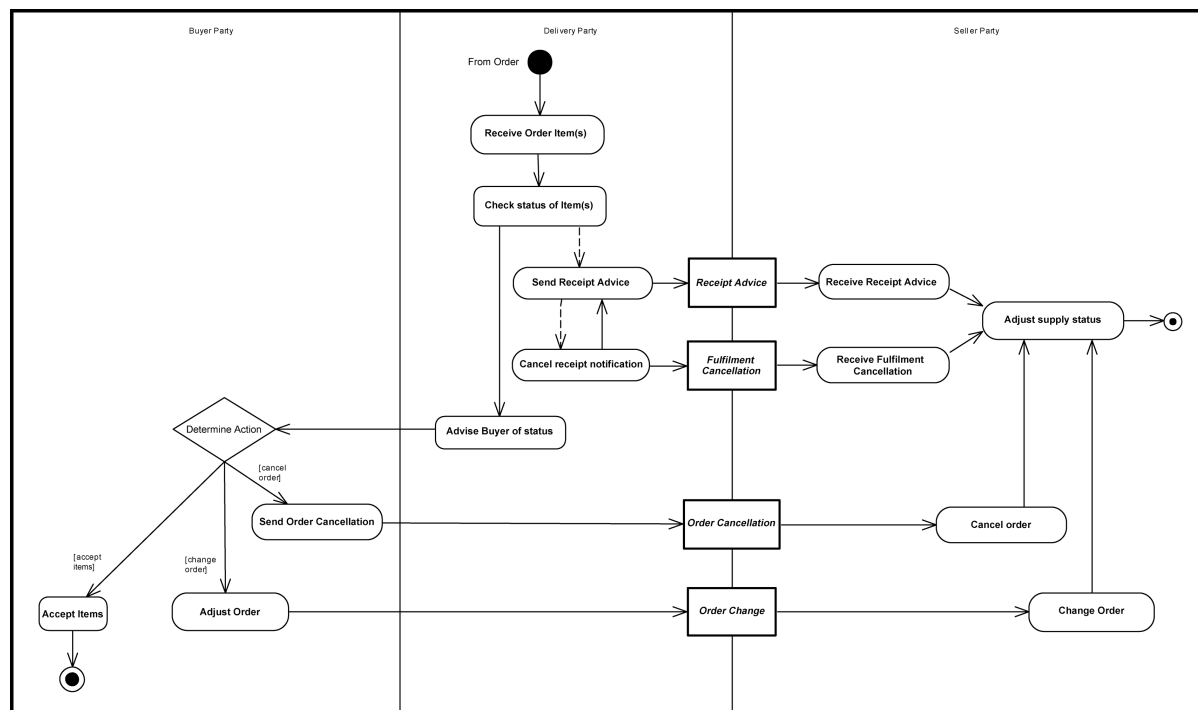 Buyer Party
Delivery Party
Seller Party
From Order
Receive Order Item(s)
Check status of Item(s)
Send Receipt Advice
Receipt Advice
Receive Receipt Advice
Adjust supply status
Cancel receipt notification
Fulfilment
Cancellation
Receive Fulfilment
Cancellation
Determine Action
Advise Buyer of status
[cancel
order]
Send Order Cancellation
Order Cancellation
Cancel order
[accept
items]
[change
order]
Accept Items
Adjust Order
Order Change
Change Order